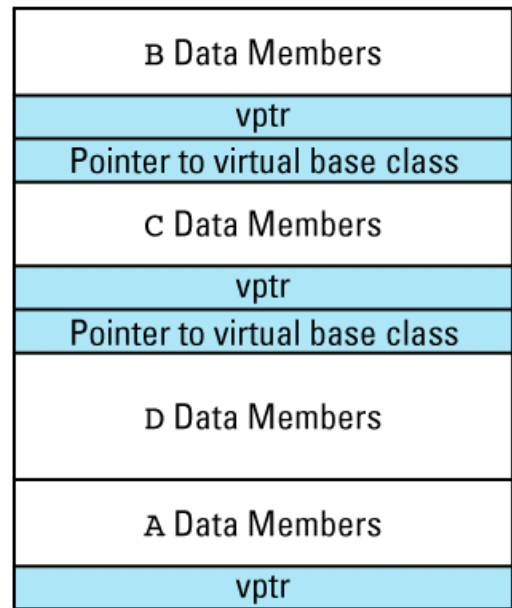 B Data Members
vptr
Pointer to virtual base class
C Data Members
vptr
Pointer to virtual base class
D Data Members
A Data Members
vptr